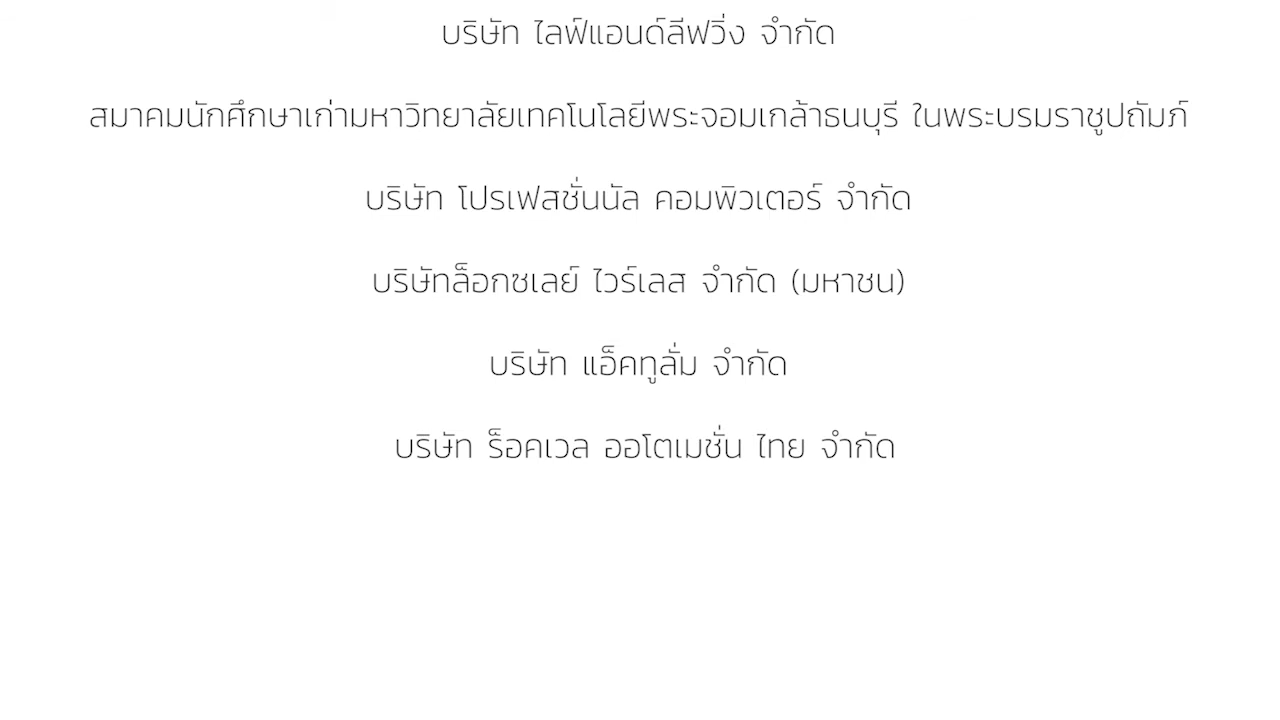 บริษัท ไลฟ์แอนด์ลีฟวิ่ง จำกัด
สมาคมนักศึกษาเก่ามหาวิทยาลัยเทคโนโลยีพระจอมเกล้าธนบุรี ในพระบรมราชูปถัมภ์
บริษัท โปรเฟสชั่นนัล คอมพิวเตอร์ จำกัด
บริษัทล็อกซเลย์ ไวร์เลส จำกัด (มหาชน)
บริษัท แอ็คทูลั่ม จำกัด
บริษัท ร็อคเวล ออโตเมชั่น ไทย จำกัด